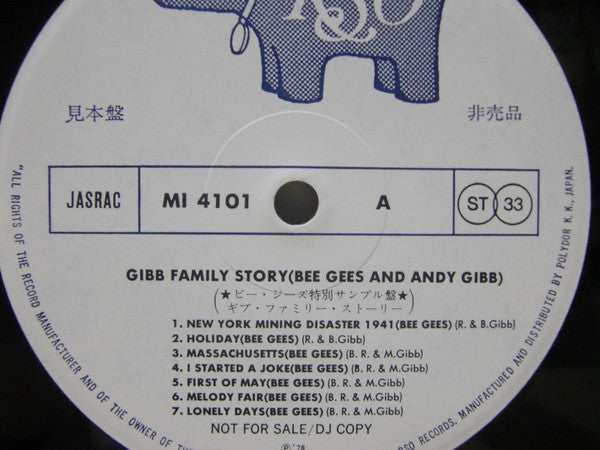 RSO
見本盤
非売品
JASRAC
MI 4101
A
ST 33
GIBB FAMILY STORY(BEE GEES AND ANDY GIBB)
(★ビー・ジーズ特別サンプル盤★
ギブ・ファミリー・ストーリー)
1. NEW YORK MINING DISASTER 1941(BEE GEES) (R. & B.Gibb)
2. HOLIDAY(BEE GEES) (R. & B.Gibb)
3. MASSACHUSETTS(BEE GEES) (B. R. & M.Gibb)
4. I STARTED A JOKE(BEE GEES) (B. R. & M.Gibb)
5. FIRST OF MAY(BEE GEES) (B. R. & M.Gibb)
6. MELODY FAIR(BEE GEES) (B. R. & M.Gibb)
7. LONELY DAYS(BEE GEES) (B. R. & M.Gibb)
NOT FOR SALE/DJ COPY
Ⓟ'78
"ALL RIGHTS OF THE RECORD MANUFACTURER AND OF THE OWNER OF
RSO RECORDS, MANUFACTURED AND DISTRIBUTED BY POLYDOR K. K., JAPAN.